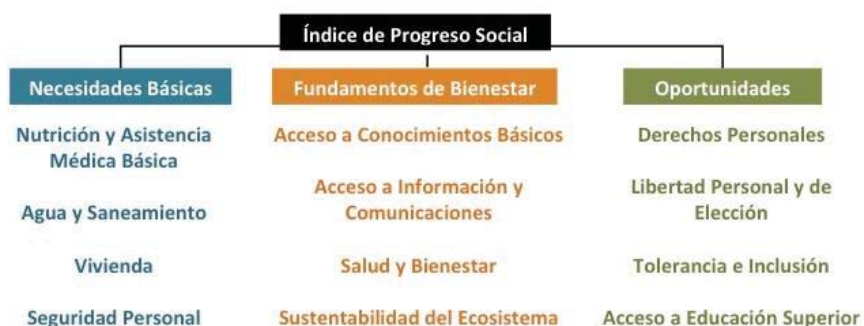 Índice de Progreso Social
Necesidades Básicas
Nutrición y Asistencia
Médica Básica
Agua y Saneamiento
Vivienda
Seguridad Personal
Fundamentos de Bienestar
Acceso a Conocimientos Básicos
Acceso a Información y
Comunicaciones
Salud y Bienestar
Sustentabilidad del Ecosistema
Oportunidades
Derechos Personales
Libertad Personal y de
Elección
Tolerancia e Inclusión
Acceso a Educación Superior